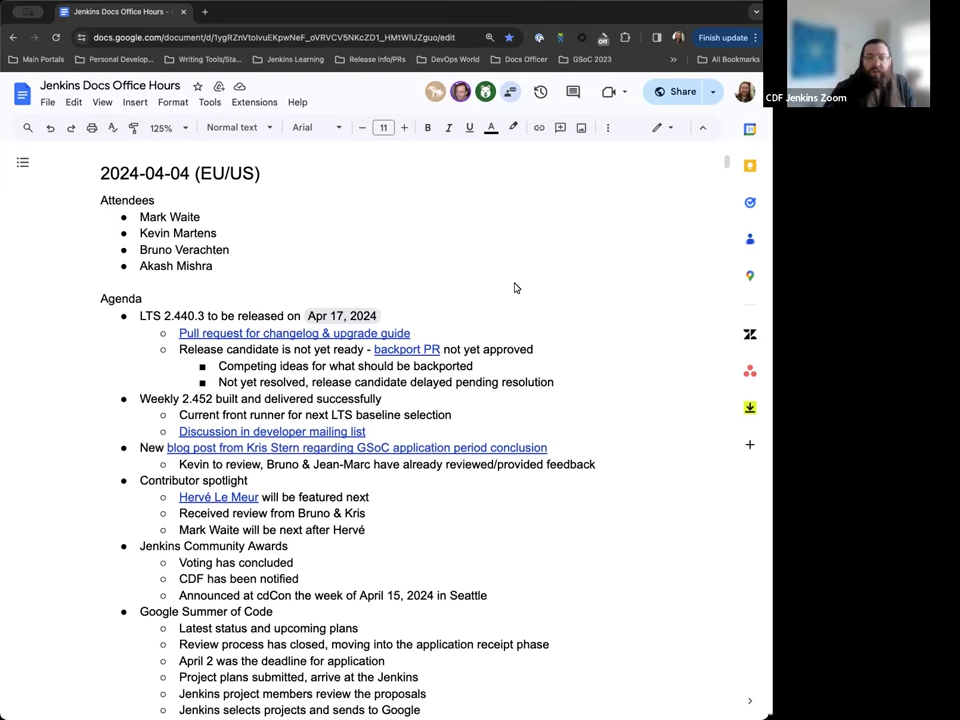 Jenkins Docs Office Hours -
docs.google.com/document/d/1ygRZnVtoIvuEKpwNeF_oVRVCV5NKcZD1_HMtWlUZguo/edit
Finish update
Main Portals
Personal Develop...
Writing Tools/Sta...
Jenkins Learning
Release Info/PRs
DevOps World
Docs Officer
GSoC 2023
All Bookmarks
Jenkins Docs Office Hours
File Edit View Insert Format Tools Extensions Help
Share
125% Normal text Arial 11
CDF Jenkins Zoom
2024-04-04 (EU/US)
Attendees
Mark Waite
Kevin Martens
Bruno Verachten
Akash Mishra
Agenda
LTS 2.440.3 to be released on Apr 17, 2024
Pull request for changelog & upgrade guide
Release candidate is not yet ready - backport PR not yet approved
Competing ideas for what should be backported
Not yet resolved, release candidate delayed pending resolution
Weekly 2.452 built and delivered successfully
Current front runner for next LTS baseline selection
Discussion in developer mailing list
New blog post from Kris Stern regarding GSoC application period conclusion
Kevin to review, Bruno & Jean-Marc have already reviewed/provided feedback
Contributor spotlight
Hervé Le Meur will be featured next
Received review from Bruno & Kris
Mark Waite will be next after Hervé
Jenkins Community Awards
Voting has concluded
CDF has been notified
Announced at cdCon the week of April 15, 2024 in Seattle
Google Summer of Code
Latest status and upcoming plans
Review process has closed, moving into the application receipt phase
April 2 was the deadline for application
Project plans submitted, arrive at the Jenkins
Jenkins project members review the proposals
Jenkins selects projects and sends to Google